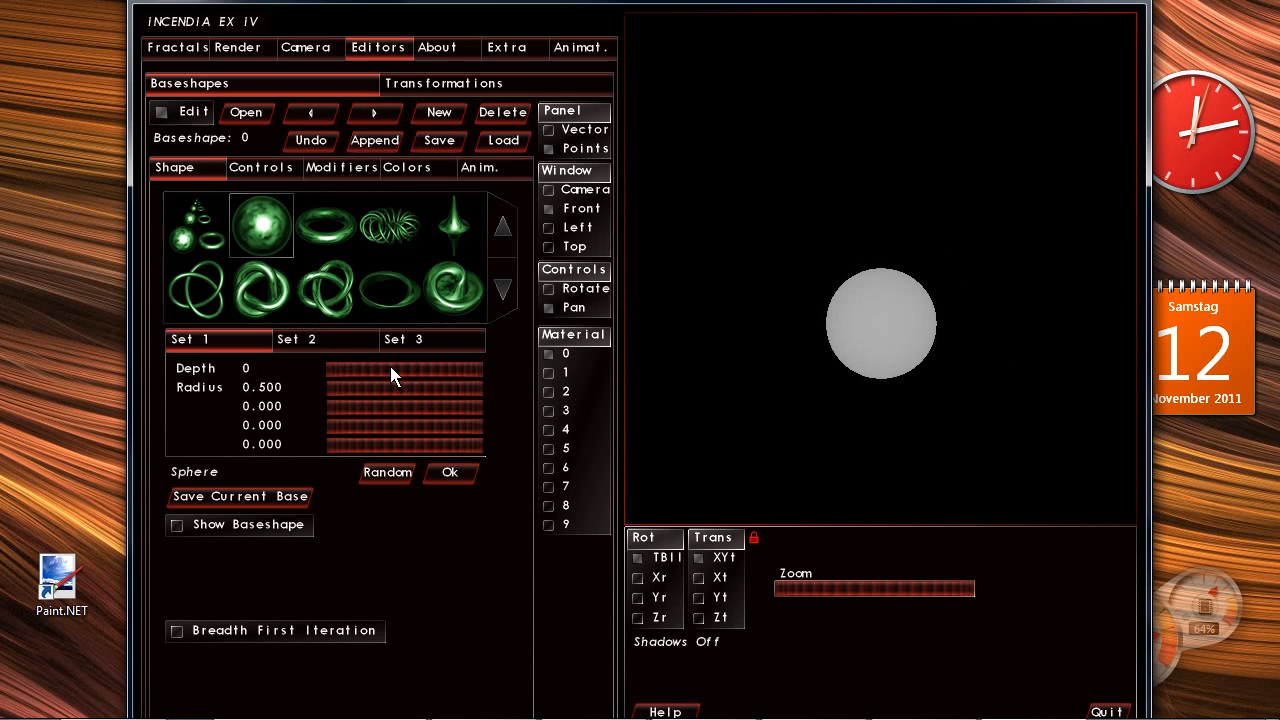 INCENDIA EX IV
Fractals Render Camera Editors About Extra Animat.
Baseshapes Transformations
Edit Open New Delete
Baseshape: 0 Undo Append Save Load
Shape Controls Modifiers Colors Anim.
Set 1 Set 2 Set 3
Depth 0
Radius 0.500
0.000
0.000
0.000
Sphere Random Ok
Save Current Base
Show Baseshape
Breadth First Iteration
Panel
Vector
Points
Window
Camera
Front
Left
Top
Controls
Rotate
Pan
Material
0
1
2
3
4
5
6
7
8
9
Rot Trans
TBll XYt
Xr Xt
Yr Yt
Zr Zt
Zoom
Shadows Off
Help Quit
Samstag
12
November 2011
Paint.NET
64%